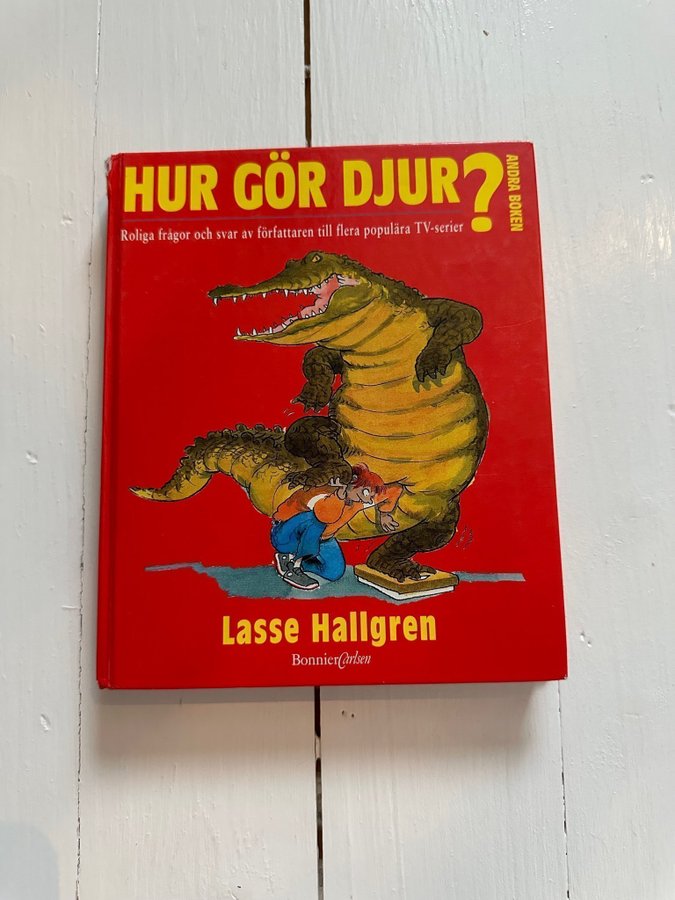 HUR GÖR DJUR?
ANDRA BOKEN
Roliga frågor och svar av författaren till flera populära TV-serier
Lasse Hallgren
BonnierCarlsen